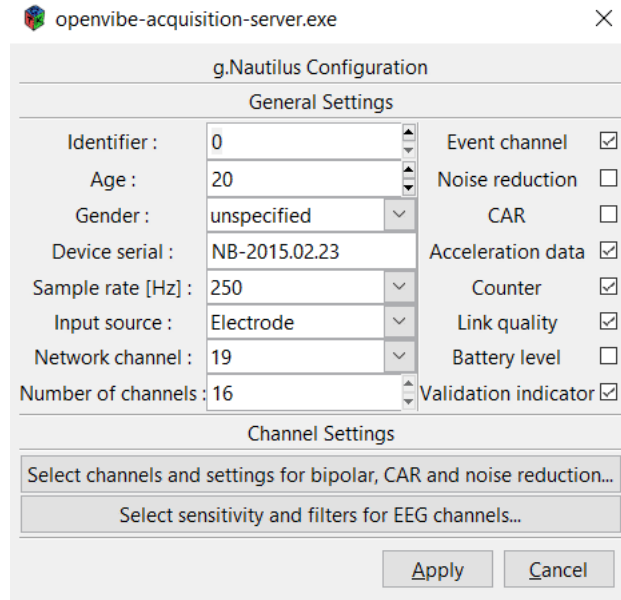 openvibe-acquisition-server.exe
g.Nautilus Configuration
General Settings
Identifier : 0 Event channel
Age : 20 Noise reduction
Gender : unspecified CAR
Device serial : NB-2015.02.23 Acceleration data
Sample rate [Hz] : 250 Counter
Input source : Electrode Link quality
Network channel : 19 Battery level
Number of channels : 16 Validation indicator
Channel Settings
Select channels and settings for bipolar, CAR and noise reduction...
Select sensitivity and filters for EEG channels...
Apply Cancel